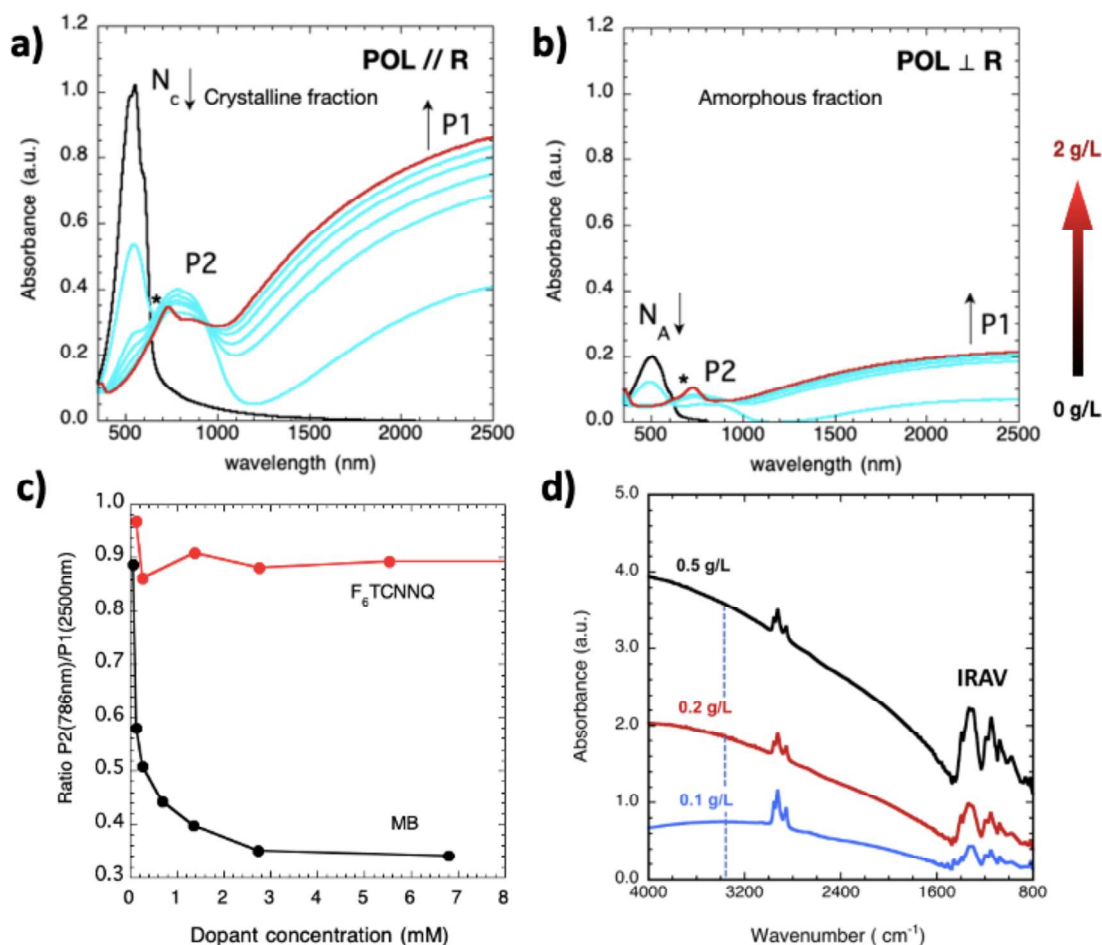 a)
POL // R
N
c
Crystalline fraction
P1
P2
*
1.2
1.0
0.8
0.6
0.4
0.2
0.0
Absorbance (a.u.)
500 1000 1500 2000 2500
wavelength (nm)
b)
POL ⊥ R
Amorphous fraction
N
A
P1
P2
*
1.2
1.0
0.8
0.6
0.4
0.2
0.0
Absorbance (a.u.)
500 1000 1500 2000 2500
wavelength (nm)
2 g/L
0 g/L
c)
1.0
0.9
0.8
0.7
0.6
0.5
0.4
0.3
Ratio P2(786nm)/P1(2500nm)
F6TCNNQ
MB
0 1 2 3 4 5 6 7 8
Dopant concentration (mM)
d)
5.0
4.0
3.0
2.0
1.0
0.0
Absorbance (a.u.)
0.5 g/L
IRAV
0.2 g/L
0.1 g/L
4000 3200 2400 1600 800
Wavenumber ( cm-1)